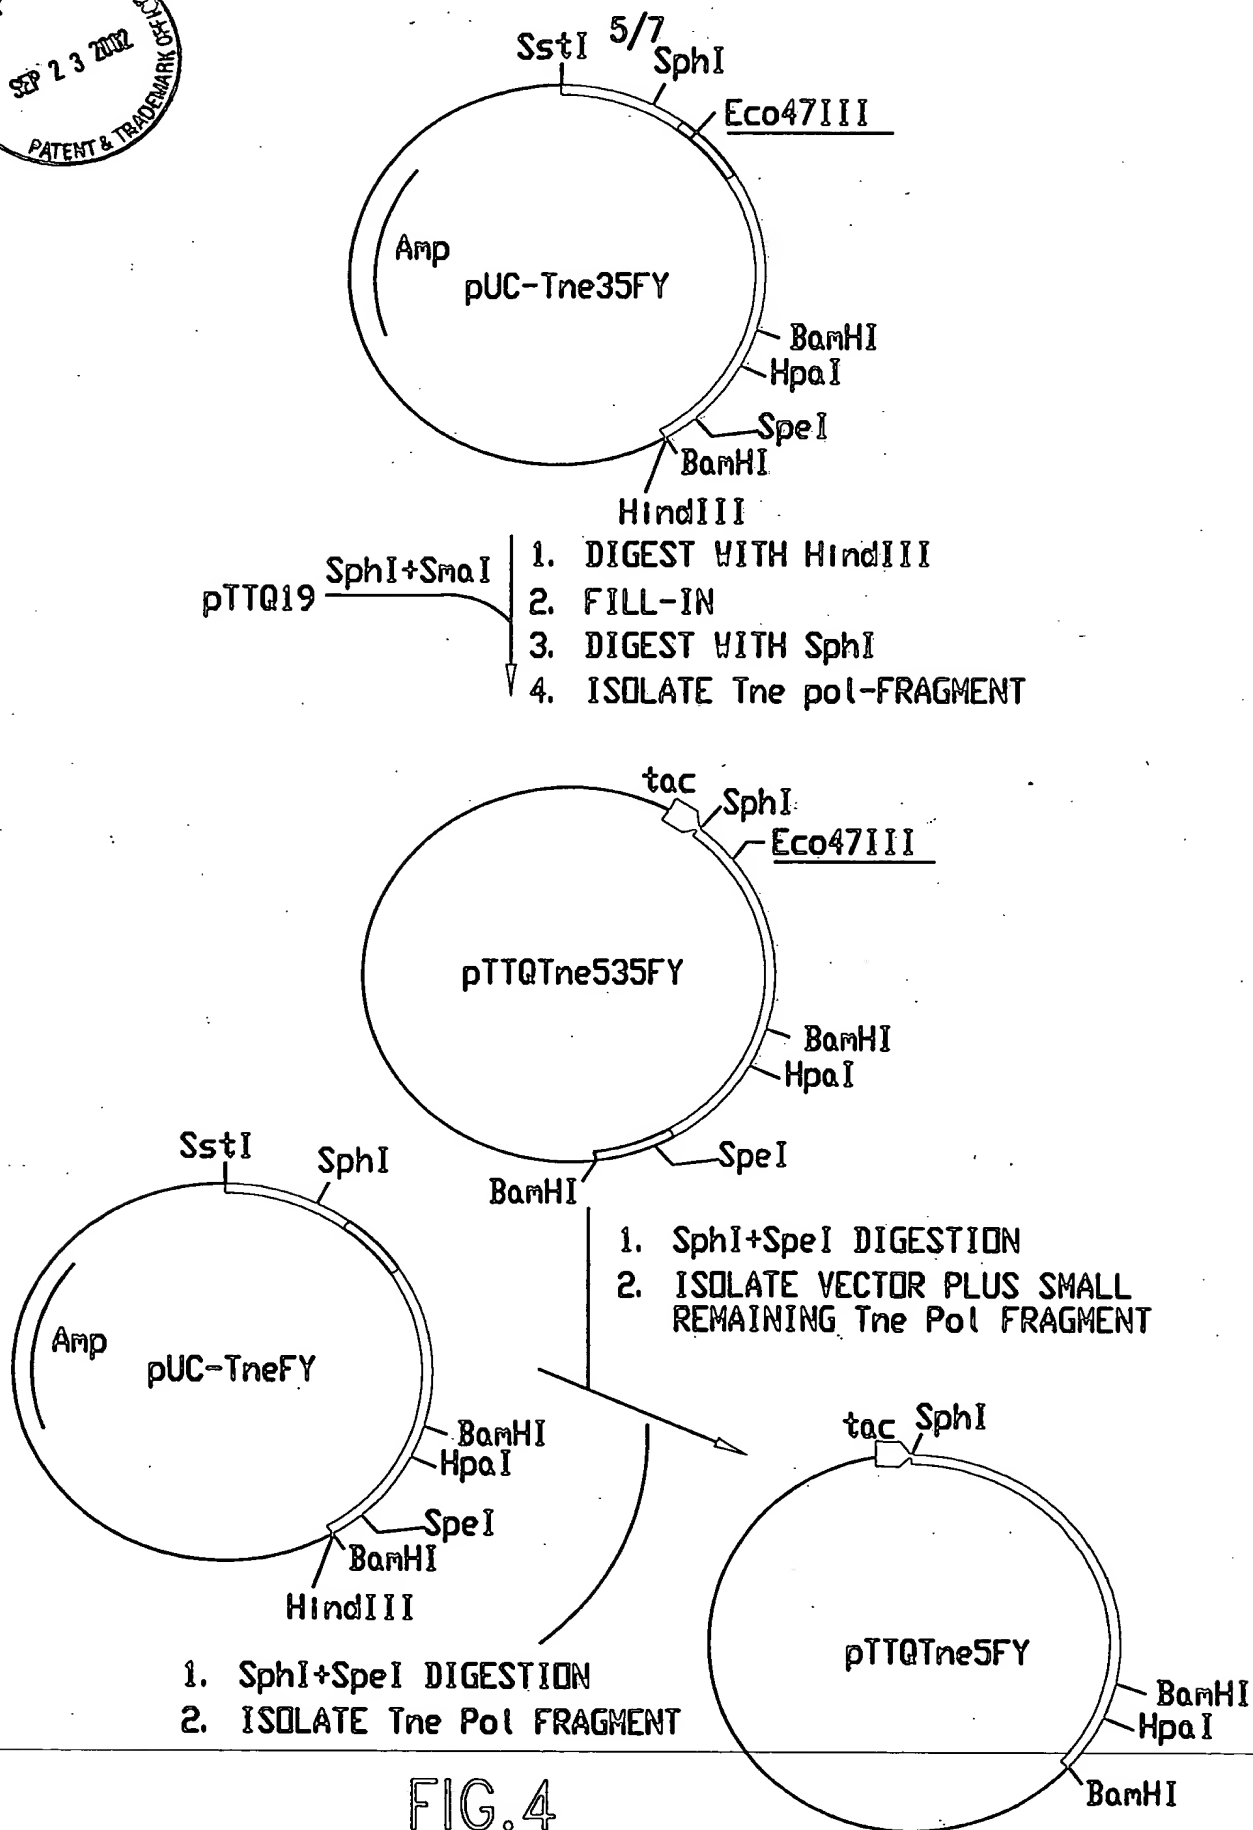 5/7
SEP 23 2002
PATENT & TRADEMARK OFFICE
SstI
SphI
Eco47III
Amp
pUC-Tne35FY
BamHI
HpaI
SpeI
BamHI
HindIII
pTTQ19
SphI+SmaI
1. DIGEST WITH HindIII
2. FILL-IN
3. DIGEST WITH SphI
4. ISOLATE Tne pol-FRAGMENT
tac
SphI
Eco47III
pTTQTne535FY
BamHI
HpaI
SpeI
BamHI
1. SphI+SpeI DIGESTION
2. ISOLATE VECTOR PLUS SMALL
REMAINING Tne Pol FRAGMENT
SstI
SphI
Amp
pUC-TneFY
BamHI
HpaI
SpeI
BamHI
HindIII
1. SphI+SpeI DIGESTION
2. ISOLATE Tne Pol FRAGMENT
tac
SphI
pTTQTne5FY
BamHI
HpaI
BamHI
FIG.4